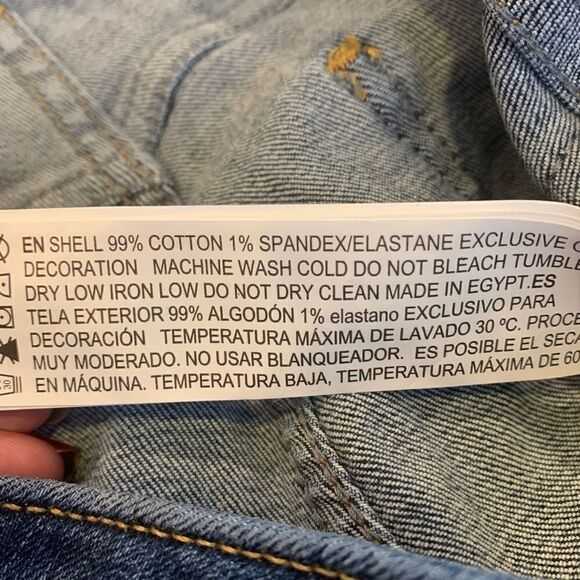 EN SHELL 99% COTTON 1% SPANDEX/ELASTANE EXCLUSIVE
DECORATION MACHINE WASH COLD DO NOT BLEACH TUMBLE
DRY LOW IRON LOW DO NOT DRY CLEAN MADE IN EGYPT.ES
TELA EXTERIOR 99% ALGODÓN 1% elastano EXCLUSIVO PARA
DECORACIÓN TEMPERATURA MÁXIMA DE LAVADO 30 ºC. PROCE
MUY MODERADO. NO USAR BLANQUEADOR. ES POSIBLE EL SECA
EN MÁQUINA. TEMPERATURA BAJA, TEMPERATURA MÁXIMA DE 60
30